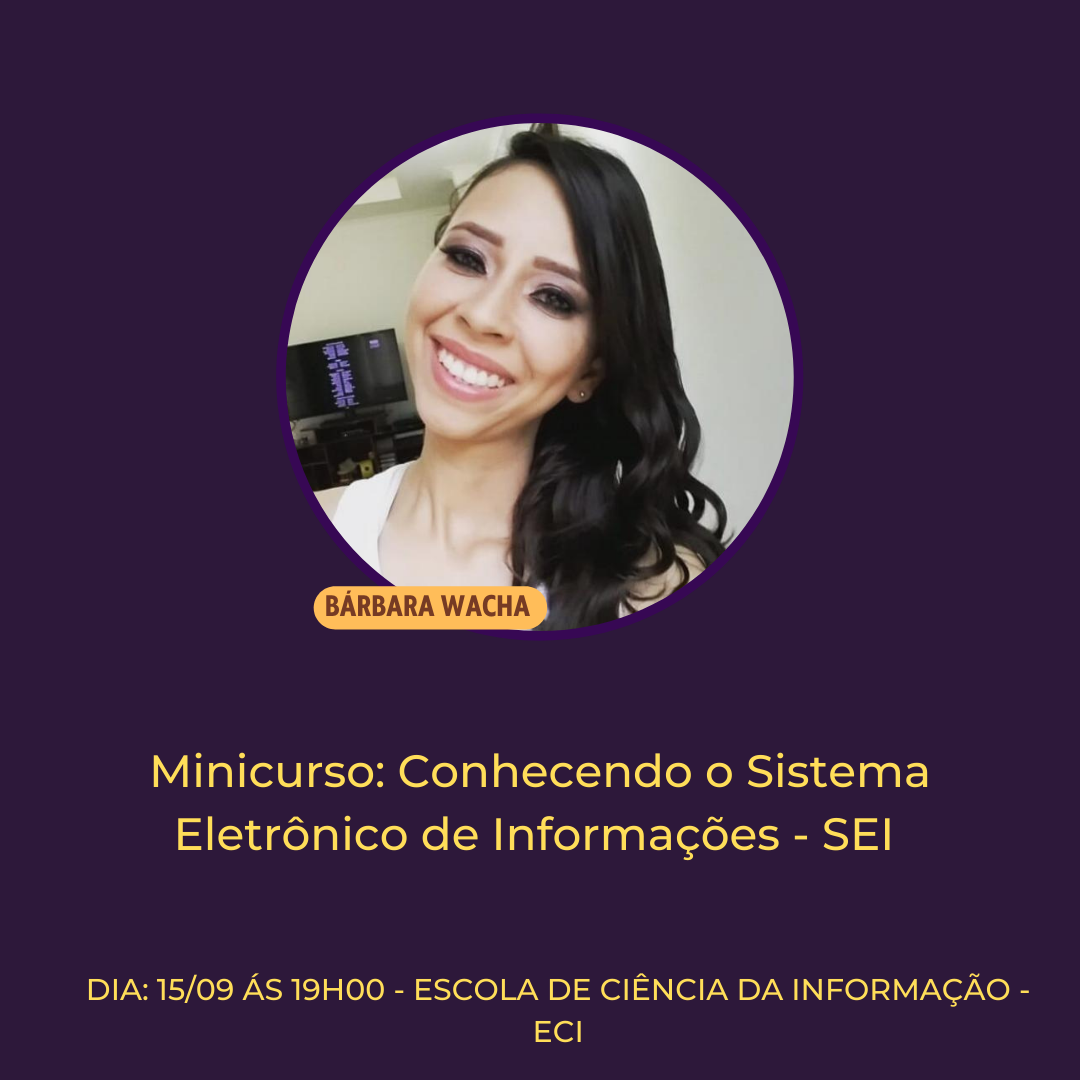 BÁRBARA WACHA
Minicurso: Conhecendo o Sistema
Eletrônico de Informações - SEI
DIA: 15/09 ÁS 19H00 - ESCOLA DE CIÊNCIA DA INFORMAÇÃO -
ECI